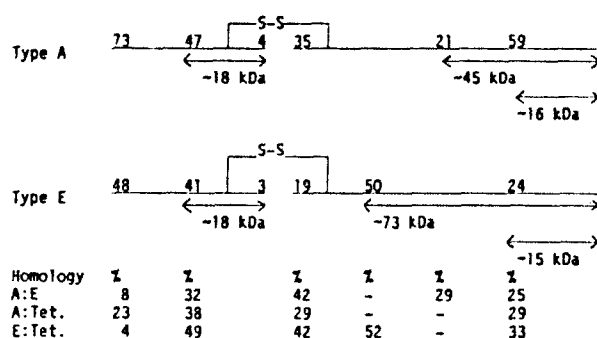 S-S
73 47 4 35 21 59
Type A
~18 kDa ~45 kDa
~16 kDa
S-S
48 41 3 19 50 24
Type E
~18 kDa ~73 kDa
~15 kDa
Homology % % % % % %
A:E 8 32 42 - 29 25
A:Tet. 23 38 29 - - 29
E:Tet. 4 49 42 52 - 33